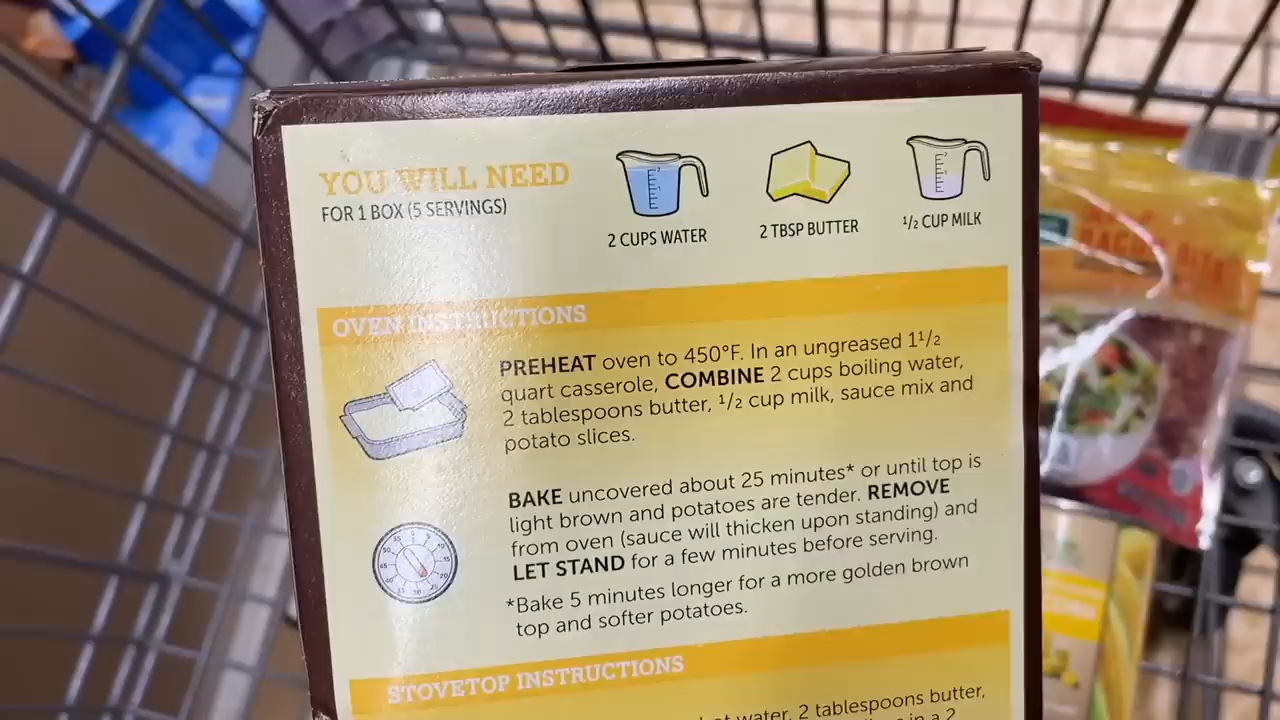 YOU WILL NEED
FOR 1 BOX (5 SERVINGS)
2 CUPS WATER
2 TBSP BUTTER
1/2 CUP MILK
OVEN INSTRUCTIONS
PREHEAT oven to 450°F. In an ungreased 1 1/2
quart casserole, COMBINE 2 cups boiling water,
2 tablespoons butter, 1/2 cup milk, sauce mix and
potato slices.
BAKE uncovered about 25 minutes* or until top is
light brown and potatoes are tender. REMOVE
from oven (sauce will thicken upon standing) and
LET STAND for a few minutes before serving.
*Bake 5 minutes longer for a more golden brown
top and softer potatoes.
STOVETOP INSTRUCTIONS
water, 2 tablespoons butter,
in a 2